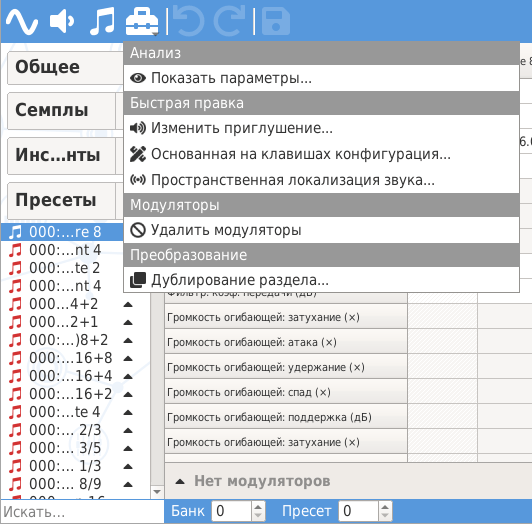 Анализ
Показать параметры...
Быстрая правка
Изменить приглушение...
Основанная на клавишах конфигурация...
Пространственная локализация звука...
Модуляторы
Удалить модуляторы
Преобразование
Дублирование раздела...
Общее
Семплы
Инс...нты
Пресеты
000:...re 8
000:...nt 4
000:...te 2
000:...nt 4
000...4+2
000...2+1
000:...)8+2
000:...16+8
000:...16+4
000:...16+2
000:...te 4
000:... 2/3
000:... 3/5
000:... 1/3
000:... 8/9
Фильтр: коэф. передачи (дБ)
Громкость огибающей: затухание (×)
Громкость огибающей: атака (×)
Громкость огибающей: удержание (×)
Громкость огибающей: спад (×)
Громкость огибающей: поддержка (дБ)
Громкость огибающей: затухание (×)
Нет модуляторов
Искать...
Банк 0 Пресет 0